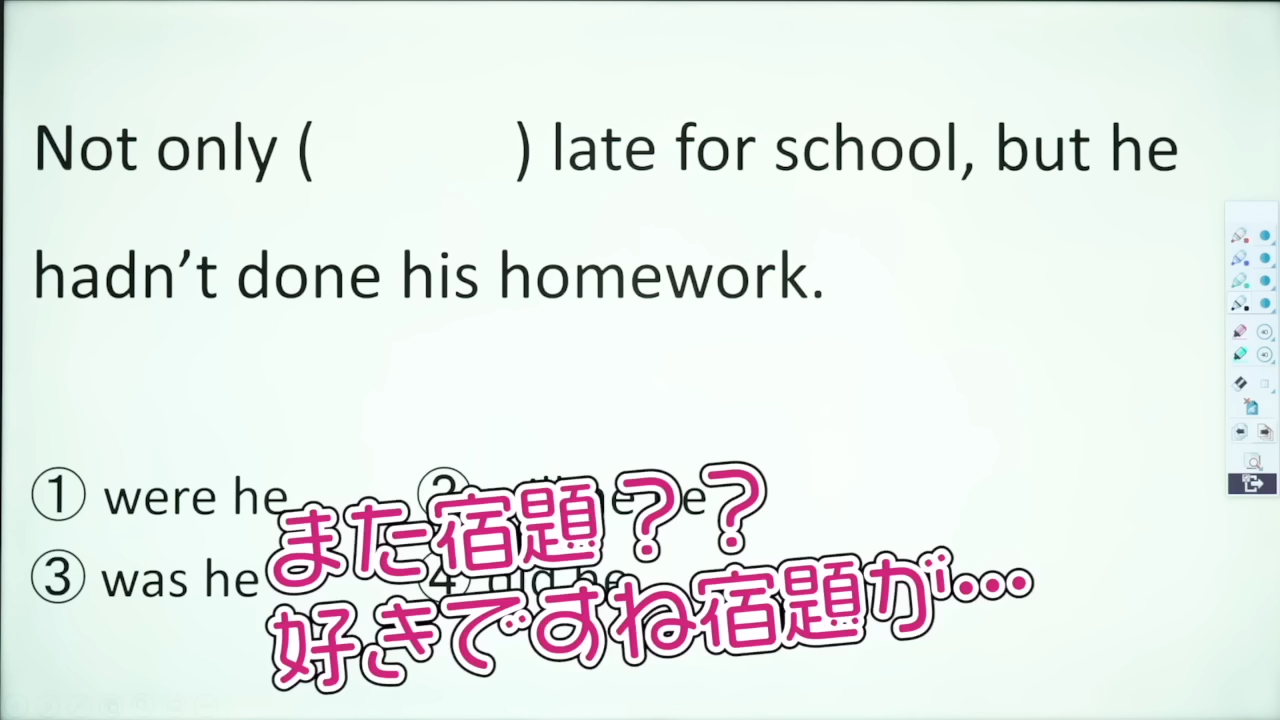 Not only (          ) late for school, but he
hadn’t done his homework.
① were he
③ was he
また宿題？？
好きですね宿題が…